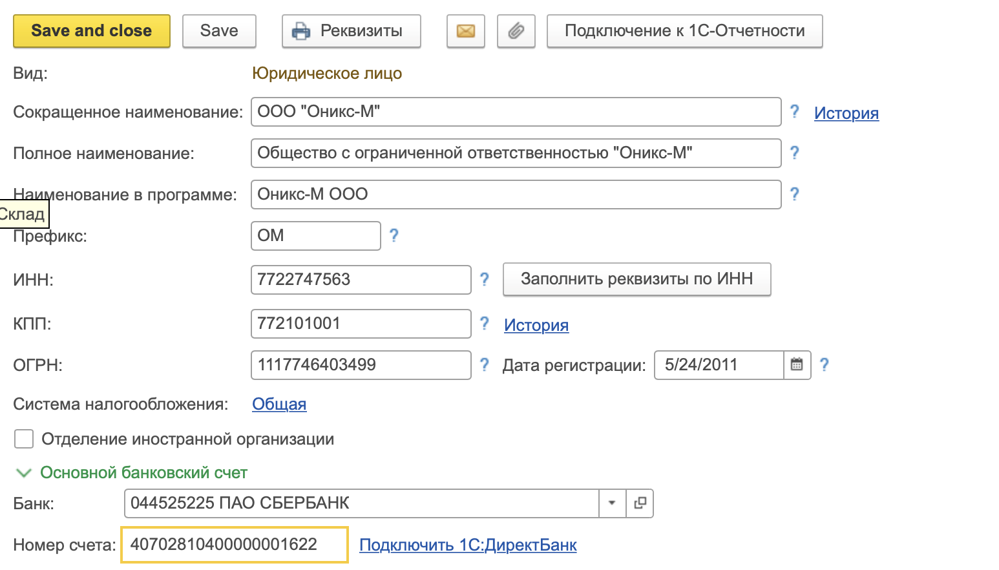 Save and close Save Реквизиты Подключение к 1С-Отчетности
Вид: Юридическое лицо
Сокращенное наименование: ООО "Оникс-М" ? История
Полное наименование: Общество с ограниченной ответственностью "Оникс-М" ?
Наименование в программе: Оникс-М ООО ?
Склад
Префикс: ОМ ?
ИНН: 7722747563 ? Заполнить реквизиты по ИНН
КПП: 772101001 ? История
ОГРН: 1117746403499 ? Дата регистрации: 5/24/2011 ?
Система налогообложения: Общая
Отделение иностранной организации
Основной банковский счет
Банк: 044525225 ПАО СБЕРБАНК
Номер счета: 40702810400000001622 Подключить 1С:ДиректБанк